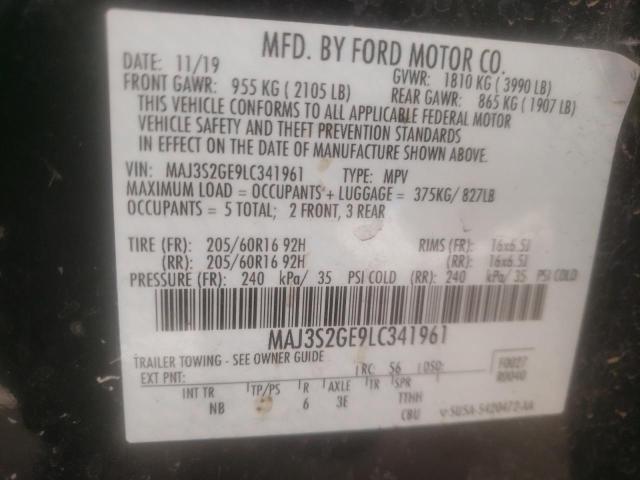 MFD. BY FORD MOTOR CO.
DATE: 11/19 GVWR: 1810 KG ( 3990 LB)
FRONT GAWR: 955 KG ( 2105 LB) REAR GAWR: 865 KG ( 1907 LB)
THIS VEHICLE CONFORMS TO ALL APPLICABLE FEDERAL MOTOR
VEHICLE SAFETY AND THEFT PREVENTION STANDARDS
IN EFFECT ON THE DATE OF MANUFACTURE SHOWN ABOVE.
VIN: MAJ3S2GE9LC341961 TYPE: MPV
MAXIMUM LOAD = OCCUPANTS + LUGGAGE = 375KG/ 827LB
OCCUPANTS = 5 TOTAL; 2 FRONT, 3 REAR
TIRE (FR): 205/60R16 92H RIMS (FR): 16x6.5J
(RR): 205/60R16 92H (RR): 16x6.5J
PRESSURE (FR): 240 kPa/ 35 PSI COLD (RR): 240 kPa/ 35 PSI COLD
MAJ3S2GE9LC341961
TRAILER TOWING - SEE OWNER GUIDE
EXT PNT: RC: 56 DSO: F0027
R0040
INT TR TP/PS R AXLE TR SPR
NB 6 3E TTHH
CBU